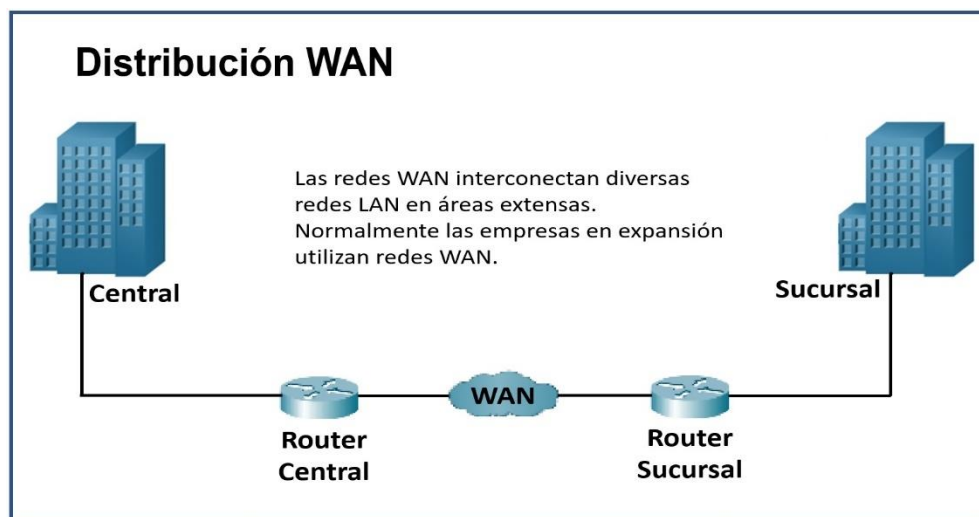 Distribución WAN
Las redes WAN interconectan diversas
redes LAN en áreas extensas.
Normalmente las empresas en expansión
utilizan redes WAN.
Central
Sucursal
WAN
Router
Central
Router
Sucursal